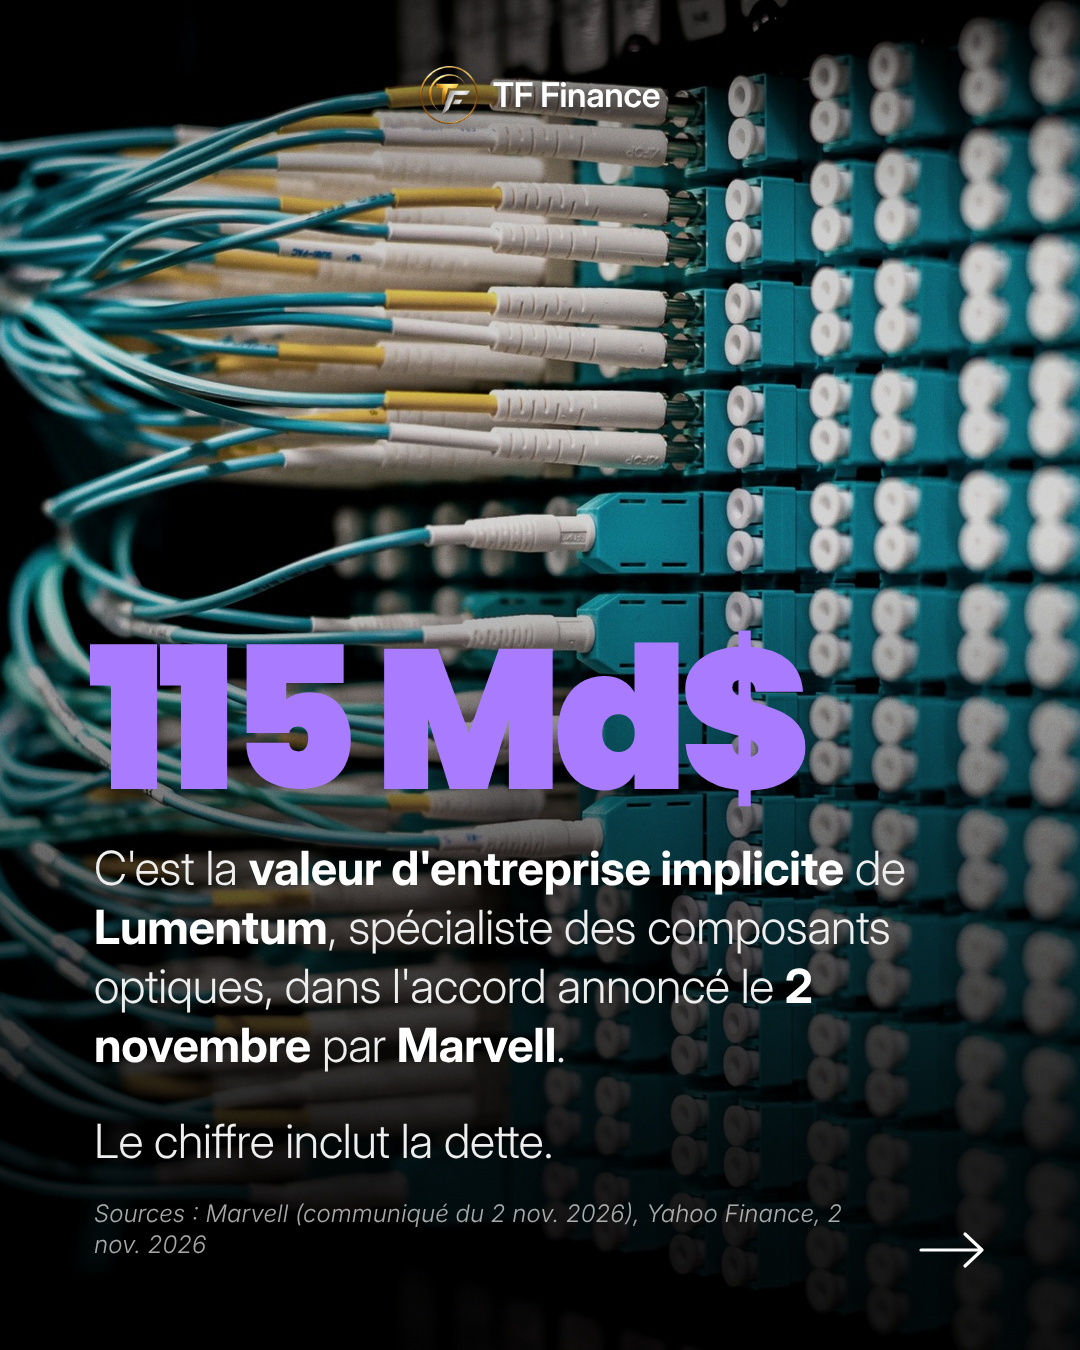 TF Finance
115 Md$
C'est la valeur d'entreprise implicite de
Lumentum, spécialiste des composants
optiques, dans l'accord annoncé le 2
novembre par Marvell.
Le chiffre inclut la dette.
Sources : Marvell (communiqué du 2 nov. 2026), Yahoo Finance, 2
nov. 2026